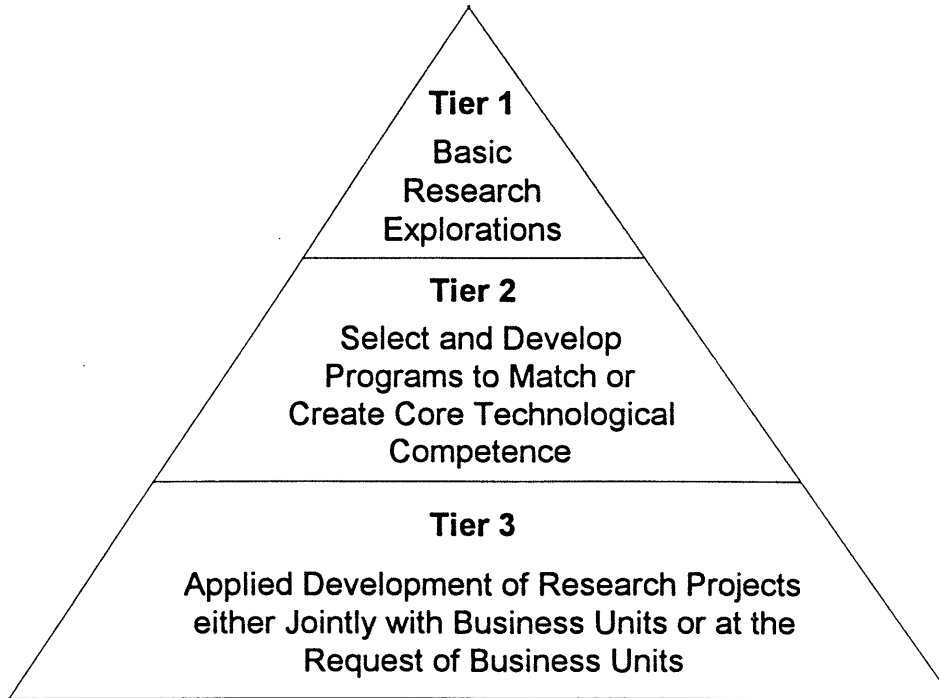 Tier 1
Basic
Research
Explorations
Tier 2
Select and Develop
Programs to Match or
Create Core Technological
Competence
Tier 3
Applied Development of Research Projects
either Jointly with Business Units or at the
Request of Business Units